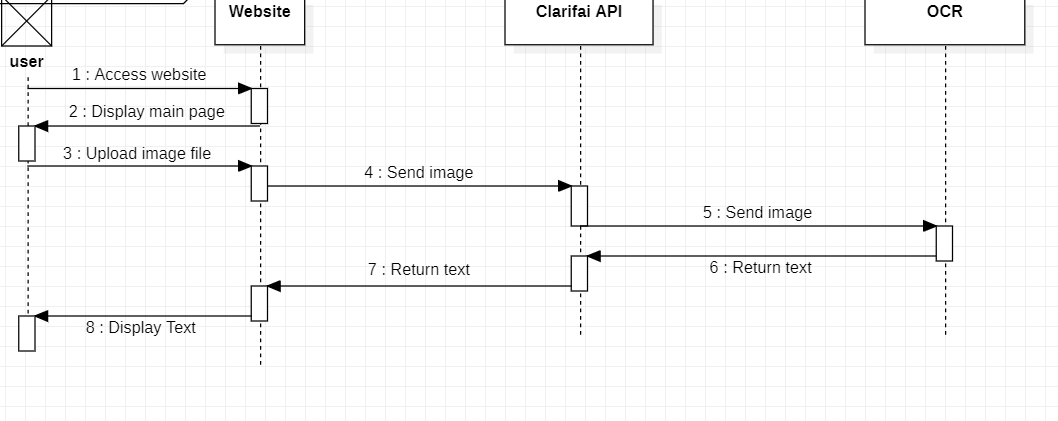 Website
Clarifai API
OCR
user
1 : Access website
2 : Display main page
3 : Upload image file
4 : Send image
5 : Send image
6 : Return text
7 : Return text
8 : Display Text